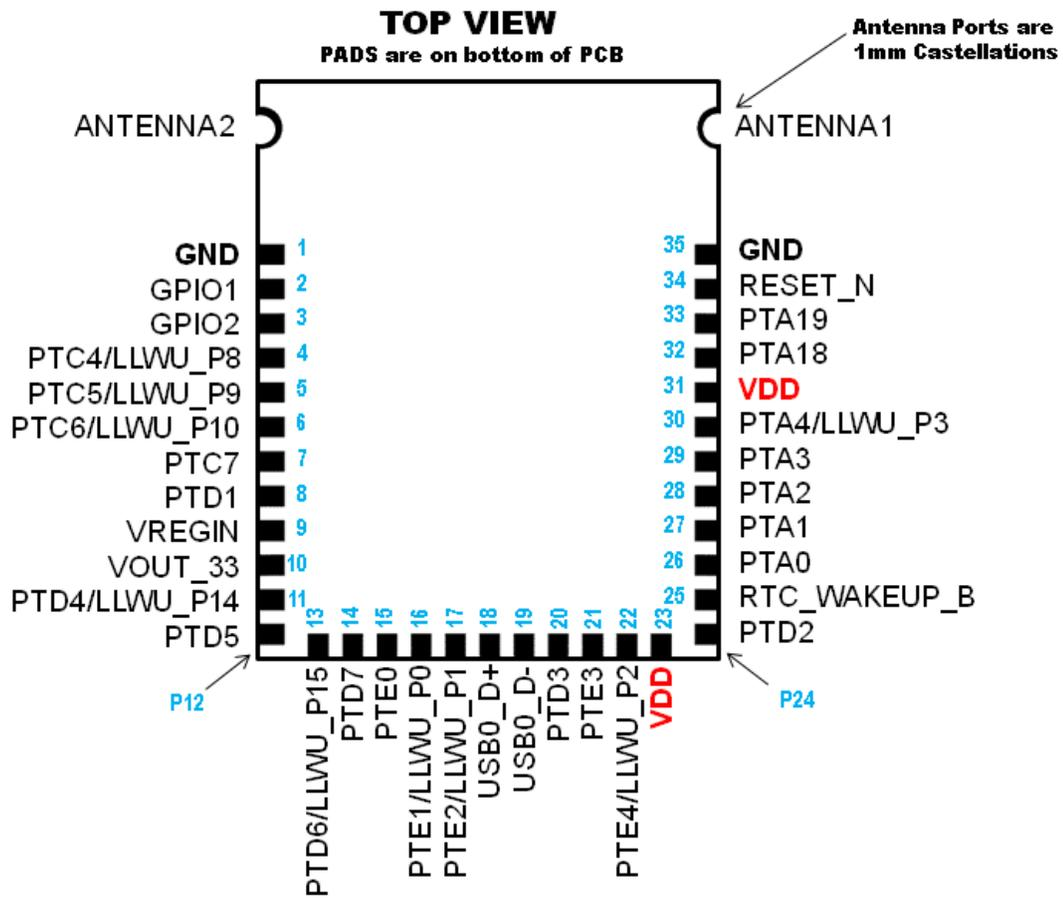 TOP VIEW
PADS are on bottom of PCB
Antenna Ports are
1mm Castellations
ANTENNA2
ANTENNA1
GND 1
GPIO1 2
GPIO2 3
PTC4/LLWU_P8 4
PTC5/LLWU_P9 5
PTC6/LLWU_P10 6
PTC7 7
PTD1 8
VREGIN 9
VOUT_33 10
PTD4/LLWU_P14 11
PTD5
P12
13 PTD6/LLWU_P15
14 PTD7
15 PTE0
16 PTE1/LLWU_P0
17 PTE2/LLWU_P1
18 USB0_D+
19 USB0_D-
20 PTD3
21 PTE3
22 PTE4/LLWU_P2
23 VDD
35 GND
34 RESET_N
33 PTA19
32 PTA18
31 VDD
30 PTA4/LLWU_P3
29 PTA3
28 PTA2
27 PTA1
26 PTA0
25 RTC_WAKEUP_B
PTD2
P24